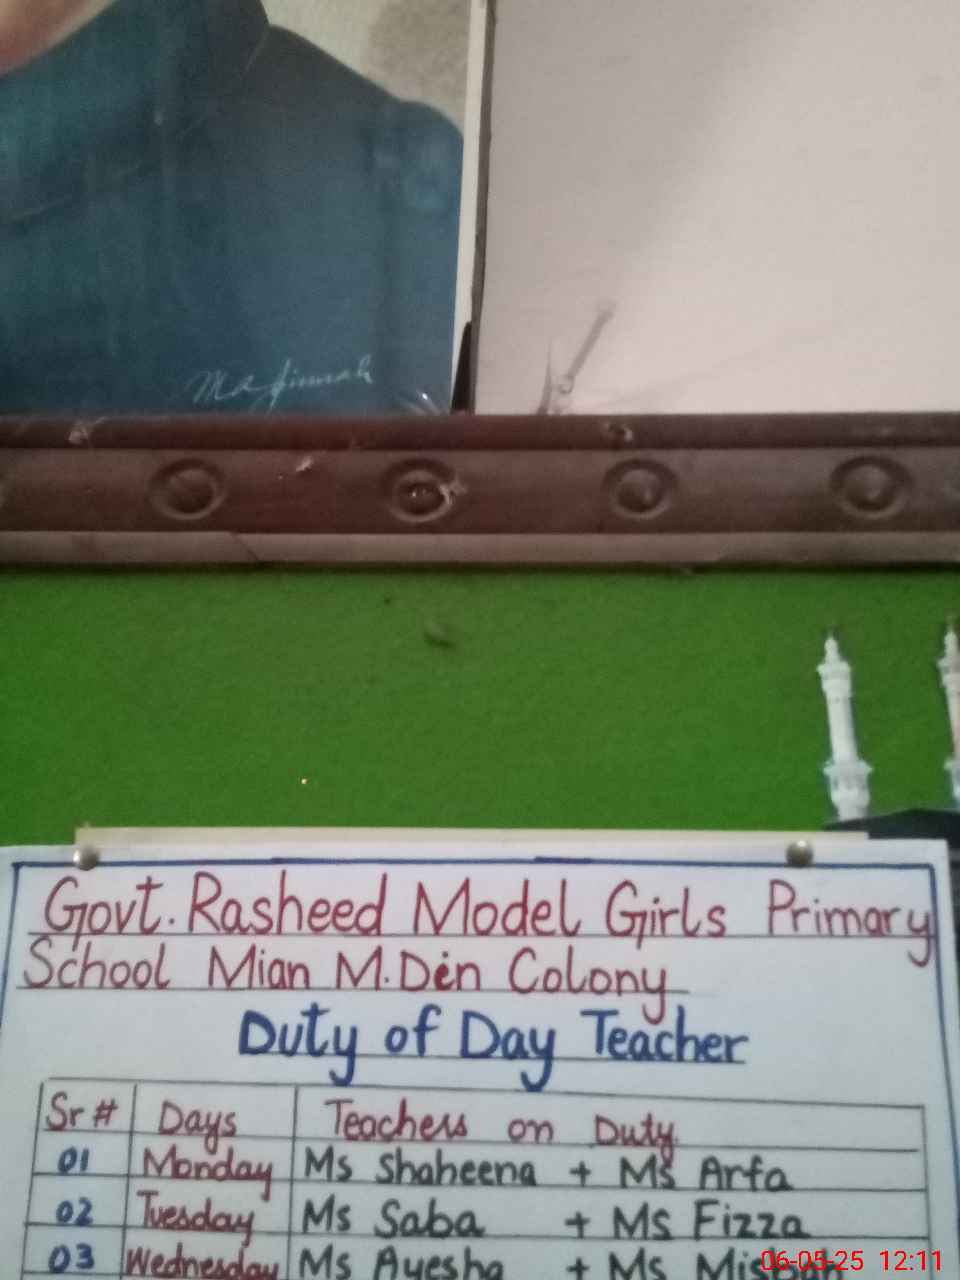 M A Jinnah
Govt. Rasheed Model Girls Primary
School Mian M.Din Colony
Duty of Day Teacher
Sr # Days Teachers on Duty
01 Monday Ms Shaheena + Ms Arfa
02 Tuesday Ms Saba + Ms Fizza
03 Wednesday Ms Ayesha + Ms
06-05-25 12:11